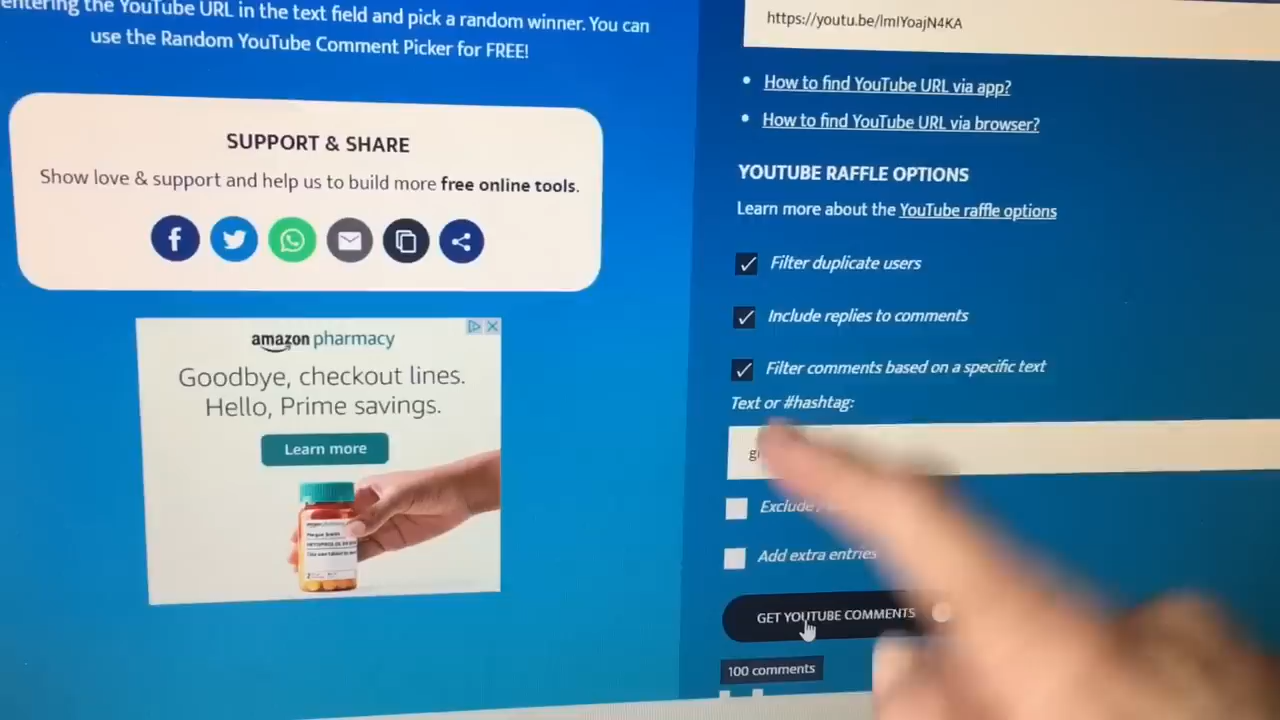 entering the YouTube URL in the text field and pick a random winner. You can
use the Random YouTube Comment Picker for FREE!
SUPPORT & SHARE
Show love & support and help us to build more free online tools.
amazon pharmacy
Goodbye, checkout lines.
Hello, Prime savings.
Learn more
https://youtu.be/lmIYoajN4KA
How to find YouTube URL via app?
How to find YouTube URL via browser?
YOUTUBE RAFFLE OPTIONS
Learn more about the YouTube raffle options
Filter duplicate users
Include replies to comments
Filter comments based on a specific text
Text or #hashtag:
Exclude
Add extra entries
GET YOUTUBE COMMENTS
100 comments